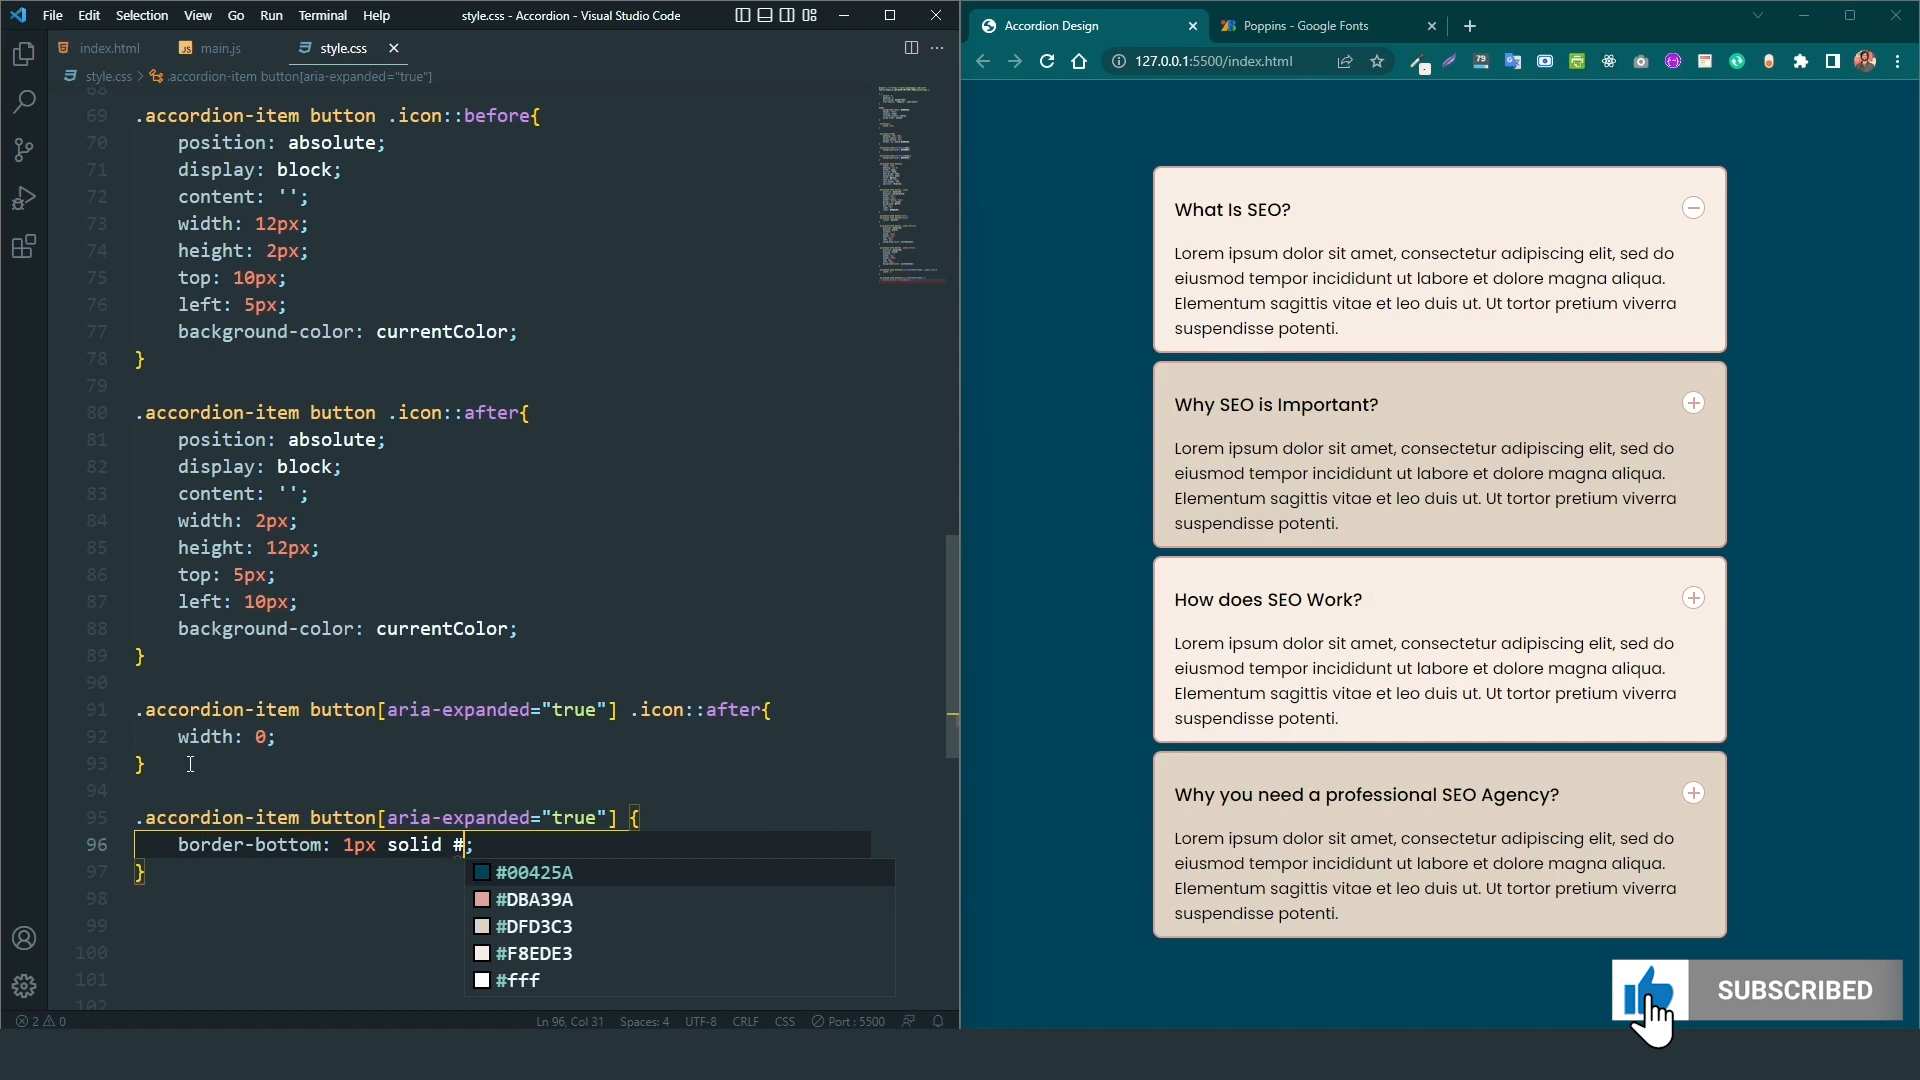 File Edit Selection View Go Run Terminal Help
style.css - Accordion - Visual Studio Code
index.html
JS main.js
style.css
style.css > .accordion-item button[aria-expanded="true"]
68
69 .accordion-item button .icon::before{
70 position: absolute;
71 display: block;
72 content: '';
73 width: 12px;
74 height: 2px;
75 top: 10px;
76 left: 5px;
77 background-color: currentColor;
78 }
79
80 .accordion-item button .icon::after{
81 position: absolute;
82 display: block;
83 content: '';
84 width: 2px;
85 height: 12px;
86 top: 5px;
87 left: 10px;
88 background-color: currentColor;
89 }
90
91 .accordion-item button[aria-expanded="true"] .icon::after{
92 width: 0;
93 }
94
95 .accordion-item button[aria-expanded="true"] {
96 border-bottom: 1px solid #;
97 }
98
99
100
101
102
#00425A
#DBA39A
#DFD3C3
#F8EDE3
#fff
2 0
Ln 96, Col 31 Spaces: 4 UTF-8 CRLF CSS Port : 5500
Accordion Design
Poppins - Google Fonts
127.0.0.1:5500/index.html
79
What Is SEO?
Lorem ipsum dolor sit amet, consectetur adipiscing elit, sed do
eiusmod tempor incididunt ut labore et dolore magna aliqua.
Elementum sagittis vitae et leo duis ut. Ut tortor pretium viverra
suspendisse potenti.
Why SEO is Important?
Lorem ipsum dolor sit amet, consectetur adipiscing elit, sed do
eiusmod tempor incididunt ut labore et dolore magna aliqua.
Elementum sagittis vitae et leo duis ut. Ut tortor pretium viverra
suspendisse potenti.
How does SEO Work?
Lorem ipsum dolor sit amet, consectetur adipiscing elit, sed do
eiusmod tempor incididunt ut labore et dolore magna aliqua.
Elementum sagittis vitae et leo duis ut. Ut tortor pretium viverra
suspendisse potenti.
Why you need a professional SEO Agency?
Lorem ipsum dolor sit amet, consectetur adipiscing elit, sed do
eiusmod tempor incididunt ut labore et dolore magna aliqua.
Elementum sagittis vitae et leo duis ut. Ut tortor pretium viverra
suspendisse potenti.
SUBSCRIBED